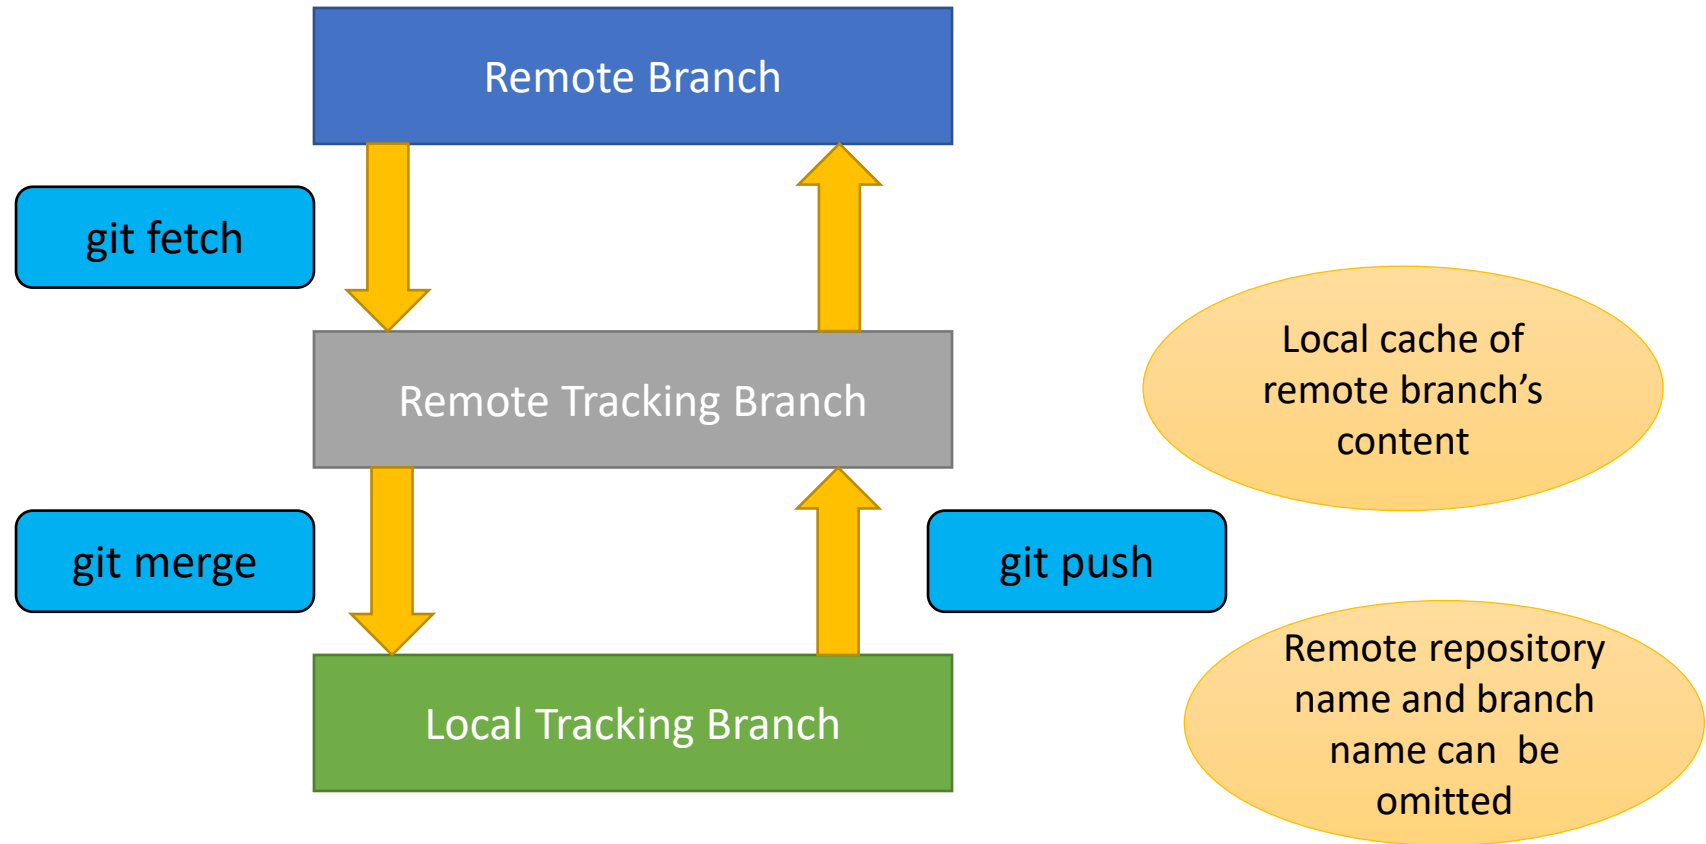 Remote Branch
git fetch
Remote Tracking Branch
Local cache of
remote branch’s
content
git merge
git push
Local Tracking Branch
Remote repository
name and branch
name can  be
omitted